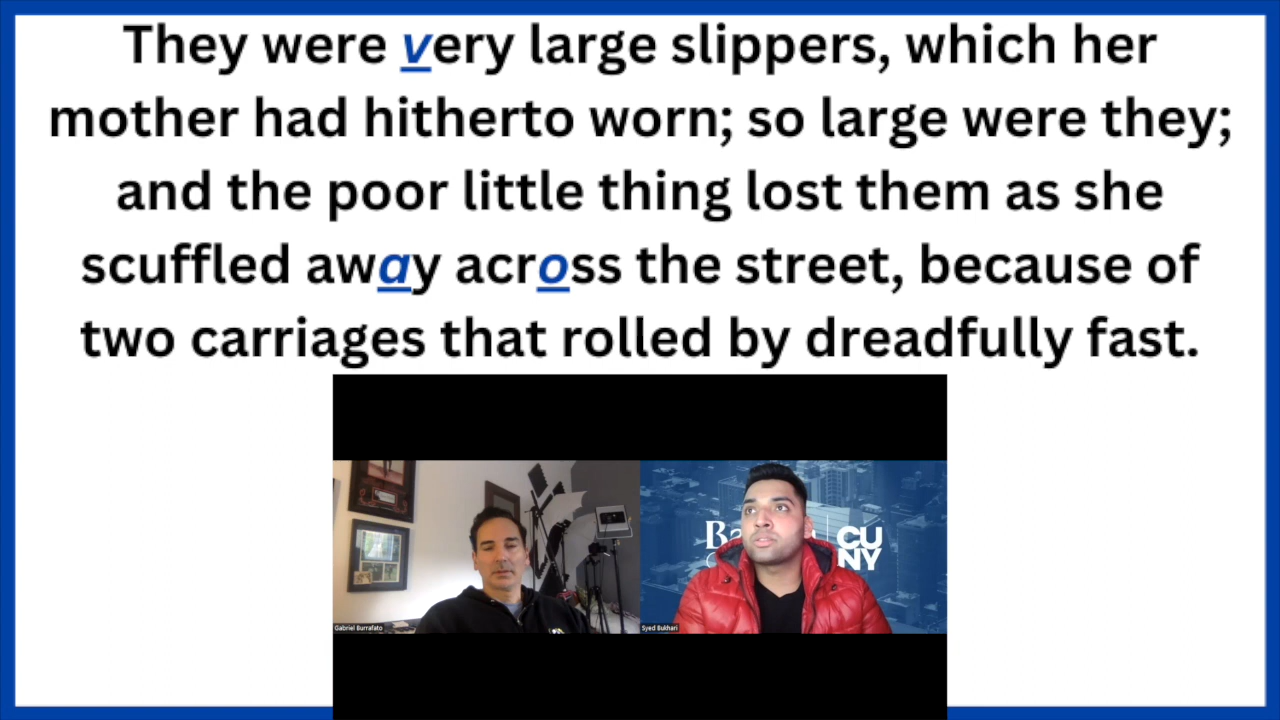 They were very large slippers, which her
mother had hitherto worn; so large were they;
and the poor little thing lost them as she
scuffled away across the street, because of
two carriages that rolled by dreadfully fast.
CU
NY
Gabriel Burrafato
Syed Bukhari